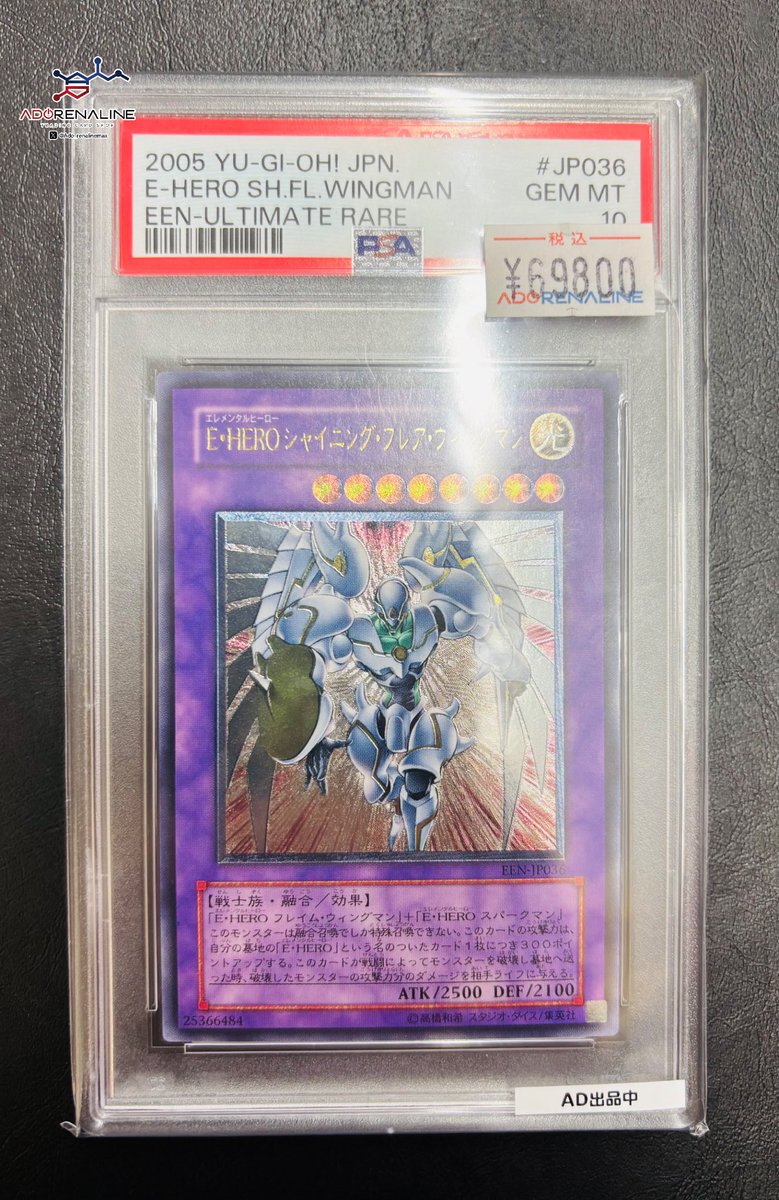 ADORENALINE
TRADING CARD SHOP
@Ado-renalinemax
2005 YU-GI-OH! JPN. #JP036
E-HERO SH.FL.WINGMAN GEM MT
EEN-ULTIMATE RARE 10
PSA
税込
¥69800
ADORENALINE
エレメンタルヒーロー
E・HERO シャイニング・フレア・ウィングマン 光
EEN-JP036
【戦士族・融合/効果】
「E・HERO フレイム・ウィングマン」+「E・HERO スパークマン」
このモンスターは融合召喚でしか特殊召喚できない。このカードの攻撃力は、
自分の墓地の「E・HERO」という名のついたカード1枚につき300ポイ
ントアップする。このカードが戦闘によってモンスターを破壊し墓地へ送
った時、破壊したモンスターの攻撃力分のダメージを相手ライフに与える。
ATK/2500 DEF/2100
25366484 ©高橋和希 スタジオ・ダイス/集英社
AD出品中